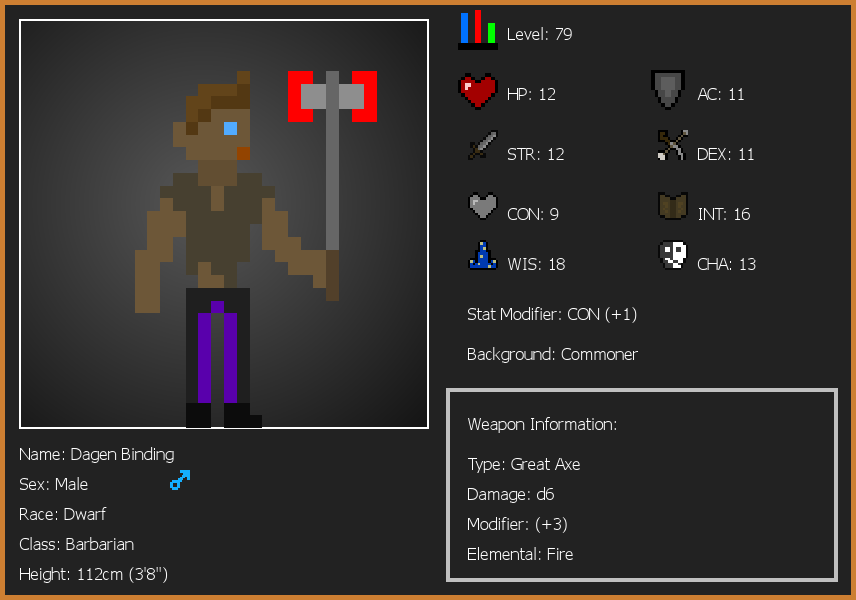 Level: 79
HP: 12
AC: 11
STR: 12
DEX: 11
CON: 9
INT: 16
WIS: 18
CHA: 13
Stat Modifier: CON (+1)
Background: Commoner
Weapon Information:
Type: Great Axe
Damage: d6
Modifier: (+3)
Elemental: Fire
Name: Dagen Binding
Sex: Male
Race: Dwarf
Class: Barbarian
Height: 112cm (3'8")